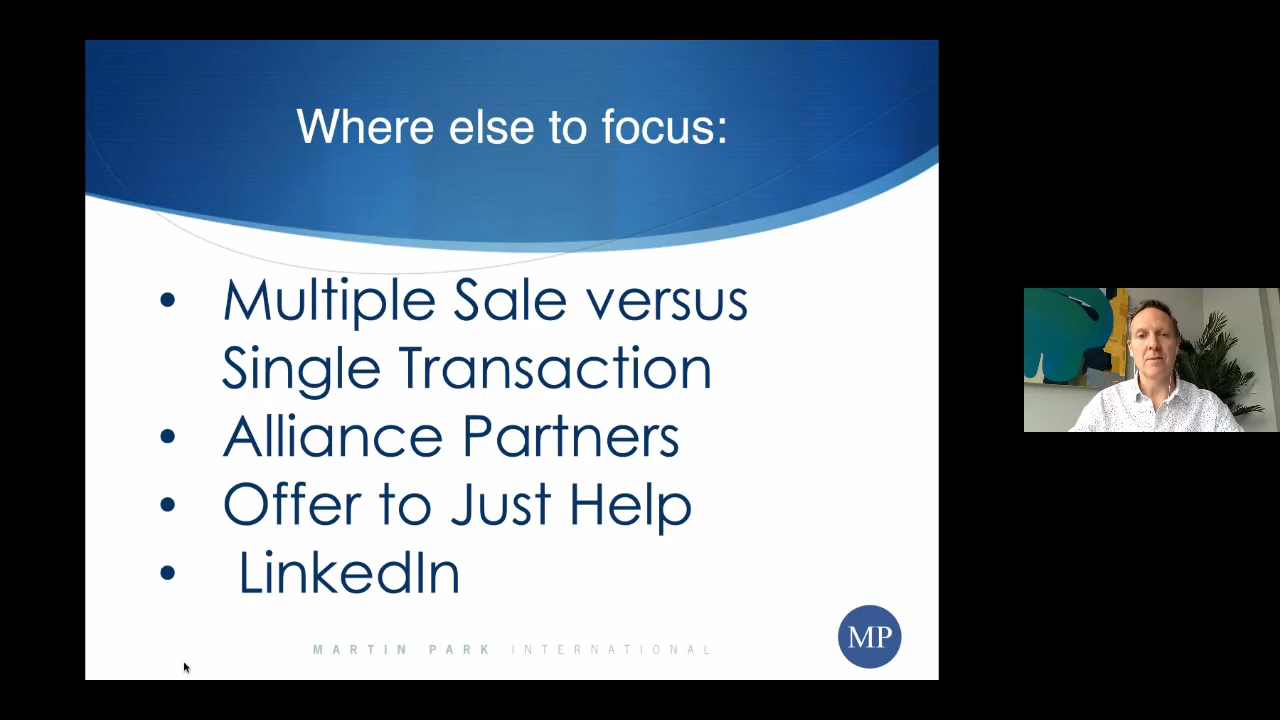 Where else to focus:
• Multiple Sale versus
Single Transaction
• Alliance Partners
• Offer to Just Help
• LinkedIn
MARTIN PARK INTERNATIONAL
MP